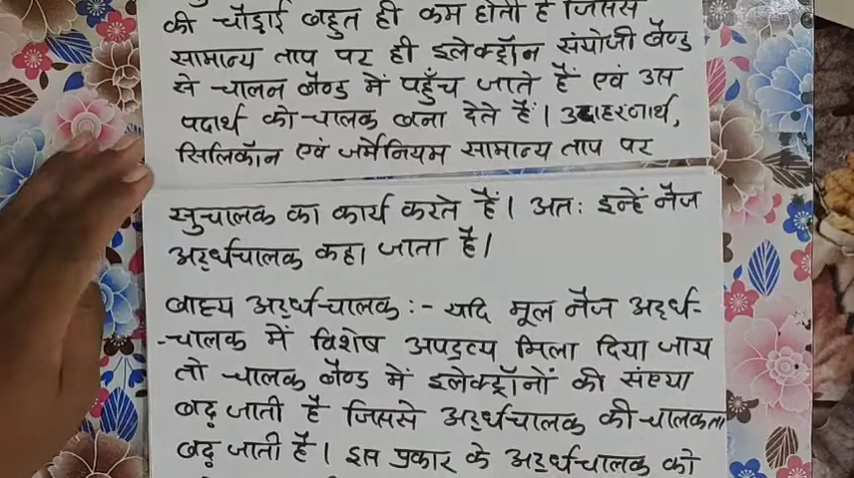 की चौड़ाई बहुत ही कम होती है जिससे
सामान्य ताप पर ही इलेक्ट्रॉन संयोजी बैण्ड
से चालन बैण्ड में पहुँच जाते हैं एवं उस
पदार्थ को चालक बना देते हैं। उदाहरणार्थ,
सिलिकॉन एवं जर्मेनियम सामान्य ताप पर
सुचालक का कार्य करते हैं। अतः इन्हें नैज
अर्द्धचालक कहा जाता है।
बाह्य अर्द्धचालक :- यदि मूल नैज अर्द्ध-
-चालक में विशेष अपद्रव्य मिला दिया जाय
तो चालक बैण्ड में इलेक्ट्रॉनों की संख्या
बढ़ जाती है जिससे अर्द्धचालक की चालकता
बढ़ जाती है। इस प्रकार के अर्द्धचालक को